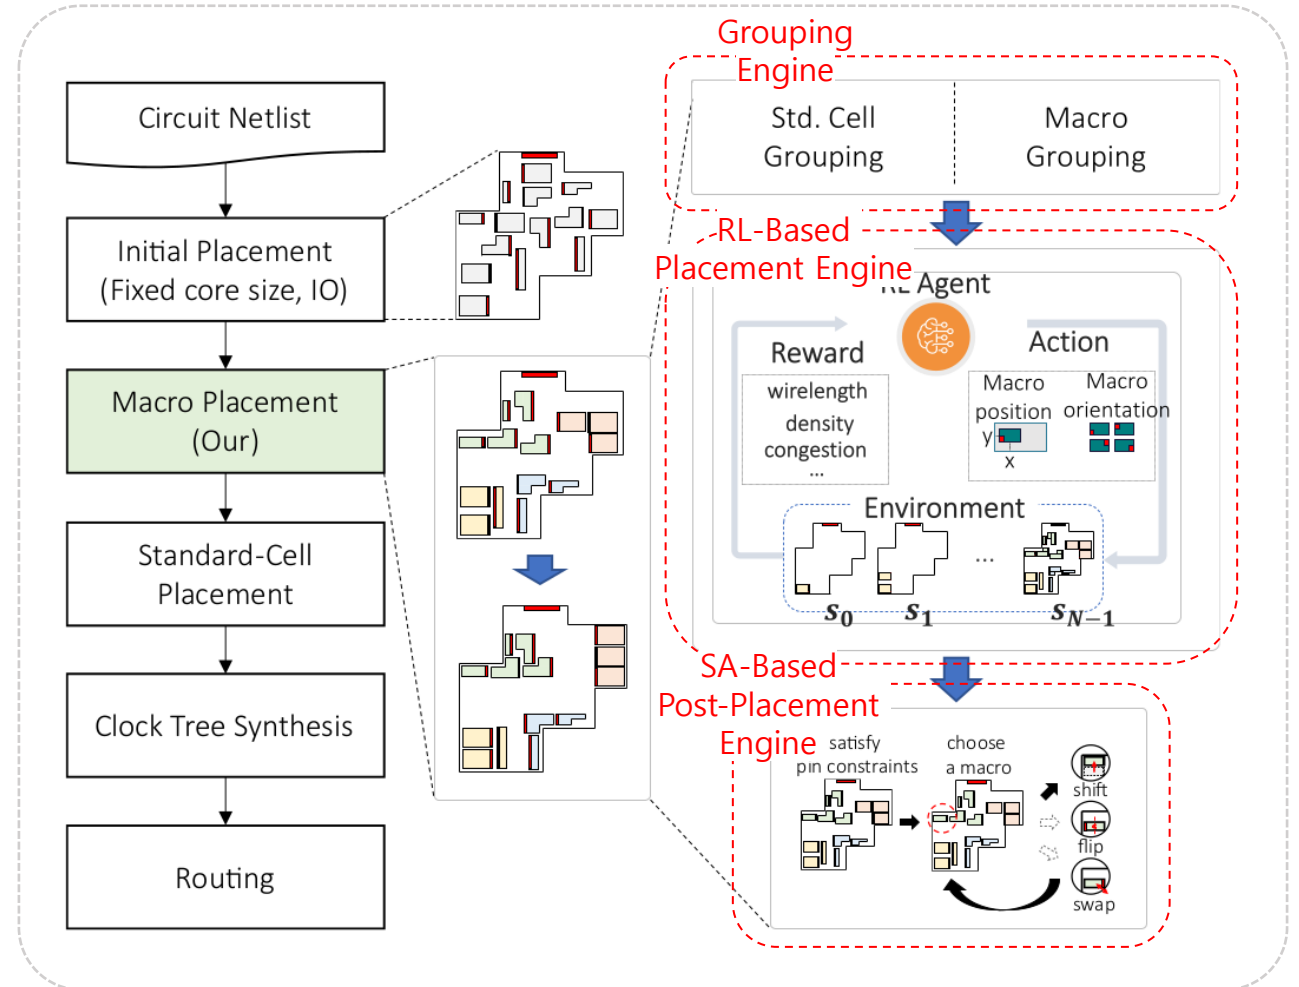 Circuit Netlist
Initial Placement
(Fixed core size, IO)
Macro Placement
(Our)
Standard-Cell
Placement
Clock Tree Synthesis
Routing
Grouping
Engine
Std. Cell
Grouping
Macro
Grouping
RL-Based
Placement Engine
RL Agent
Reward
wirelength
density
congestion
...
Action
Macro
position
y
x
Macro
orientation
Environment
...
s0
s1
sN−1
SA-Based
Post-Placement
Engine
satisfy
pin constraints
choose
a macro
shift
flip
swap